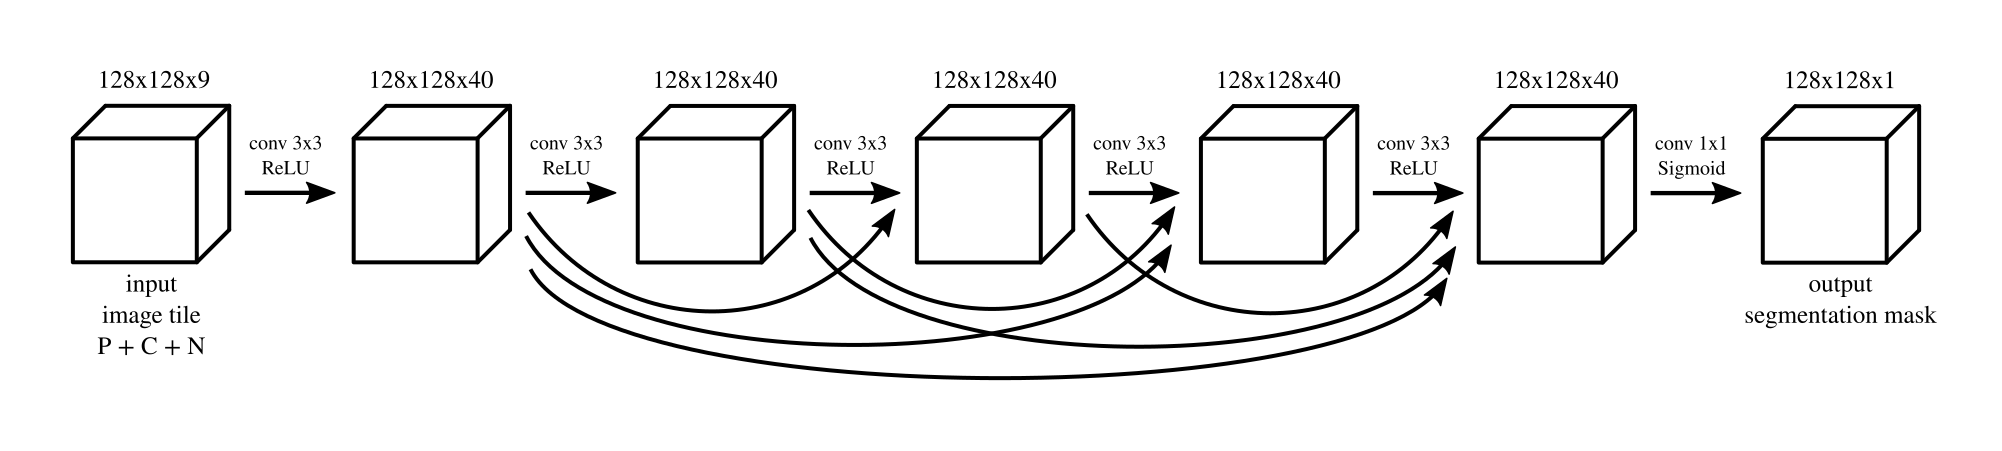 128x128x9
128x128x40
128x128x40
128x128x40
128x128x40
128x128x40
128x128x1
conv 3x3
ReLU
conv 3x3
ReLU
conv 3x3
ReLU
conv 3x3
ReLU
conv 3x3
ReLU
conv 1x1
Sigmoid
input
image tile
P + C + N
output
segmentation mask